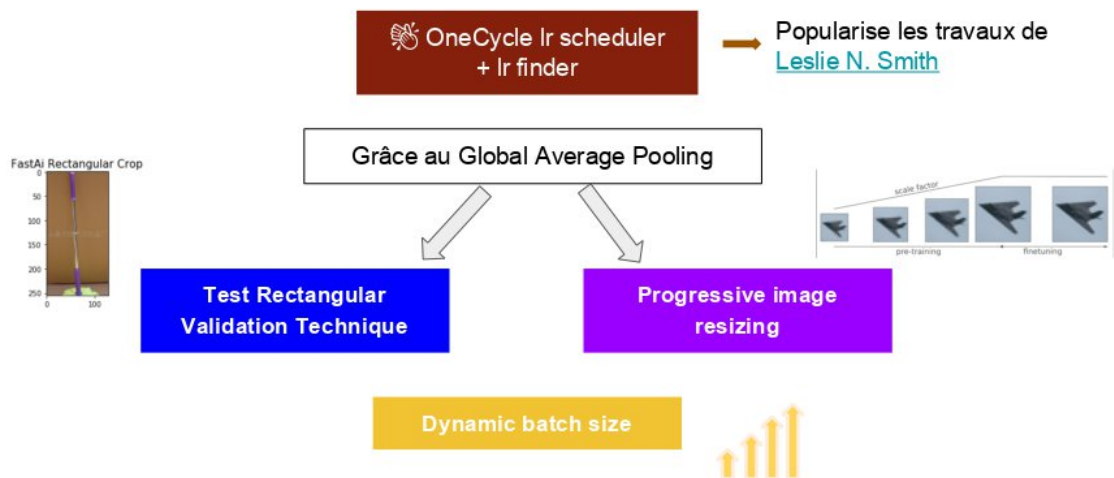 👏 OneCycle lr scheduler
+ lr finder
Popularise les travaux de
Leslie N. Smith
Grâce au Global Average Pooling
FastAi Rectangular Crop
0
50
100
150
200
250
0
100
scale factor
pre-training
finetuning
Test Rectangular
Validation Technique
Progressive image
resizing
Dynamic batch size